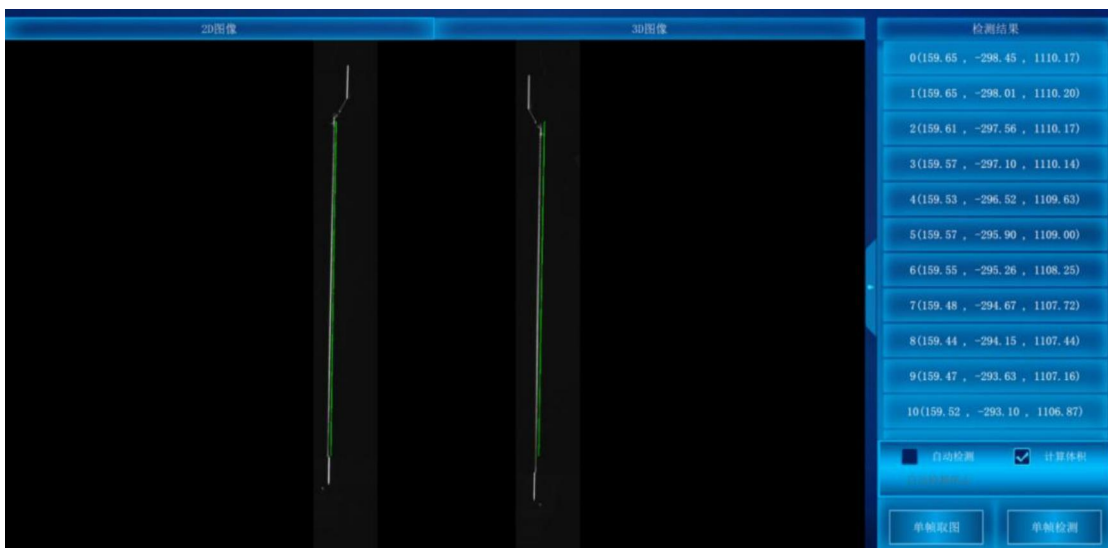 2D图像
3D图像
检测结果
0(159.65 , -298.45 , 1110.17)
1(159.65 , -298.01 , 1110.20)
2(159.61 , -297.56 , 1110.17)
3(159.57 , -297.10 , 1110.14)
4(159.53 , -296.52 , 1109.63)
5(159.57 , -295.90 , 1109.00)
6(159.55 , -295.26 , 1108.25)
7(159.48 , -294.67 , 1107.72)
8(159.44 , -294.15 , 1107.44)
9(159.47 , -293.63 , 1107.16)
10(159.52 , -293.10 , 1106.87)
自动检测 计算体积
单帧取图 单帧检测